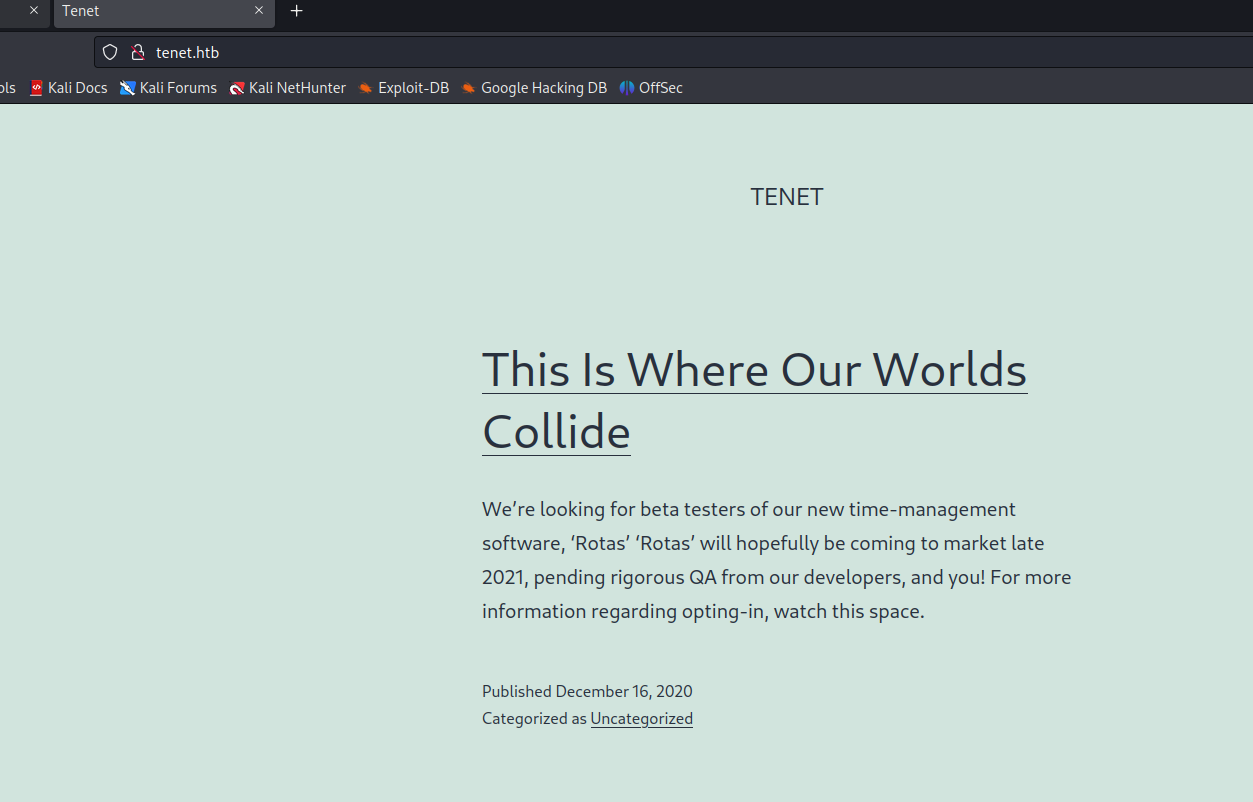 Tenet
tenet.htb
ols Kali Docs Kali Forums Kali NetHunter Exploit-DB Google Hacking DB OffSec
TENET
This Is Where Our Worlds
Collide
We’re looking for beta testers of our new time-management
software, ‘Rotas’ ‘Rotas’ will hopefully be coming to market late
2021, pending rigorous QA from our developers, and you! For more
information regarding opting-in, watch this space.
Published December 16, 2020
Categorized as Uncategorized